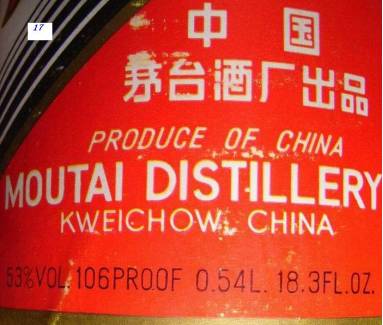 17
中国
茅台酒厂出品
PRODUCE OF CHINA
MOUTAI DISTILLERY
KWEICHOW, CHINA
53%VOL. 106PROOF 0.54L. 18.3FL.OZ.